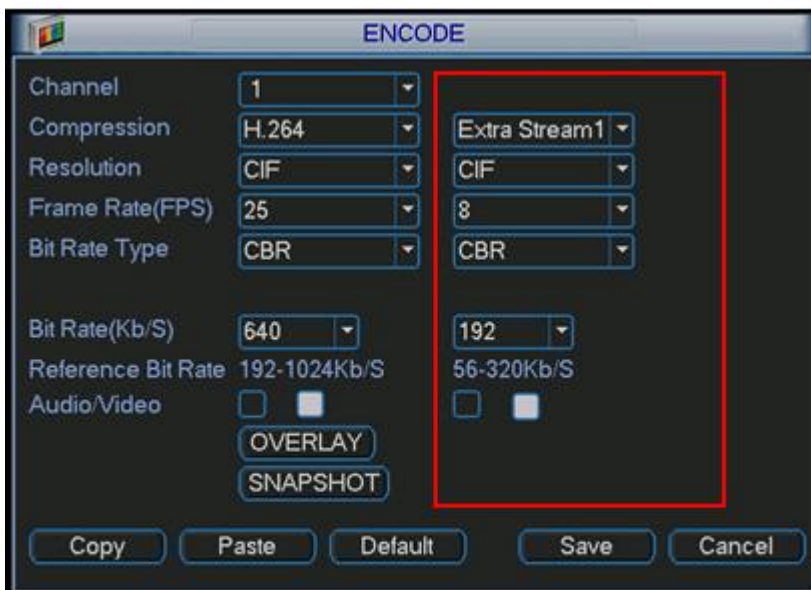 ENCODE
Channel 1
Compression H.264 Extra Stream1
Resolution CIF CIF
Frame Rate(FPS) 25 8
Bit Rate Type CBR CBR
Bit Rate(Kb/S) 640 192
Reference Bit Rate 192-1024Kb/S 56-320Kb/S
Audio/Video
OVERLAY
SNAPSHOT
Copy Paste Default Save Cancel